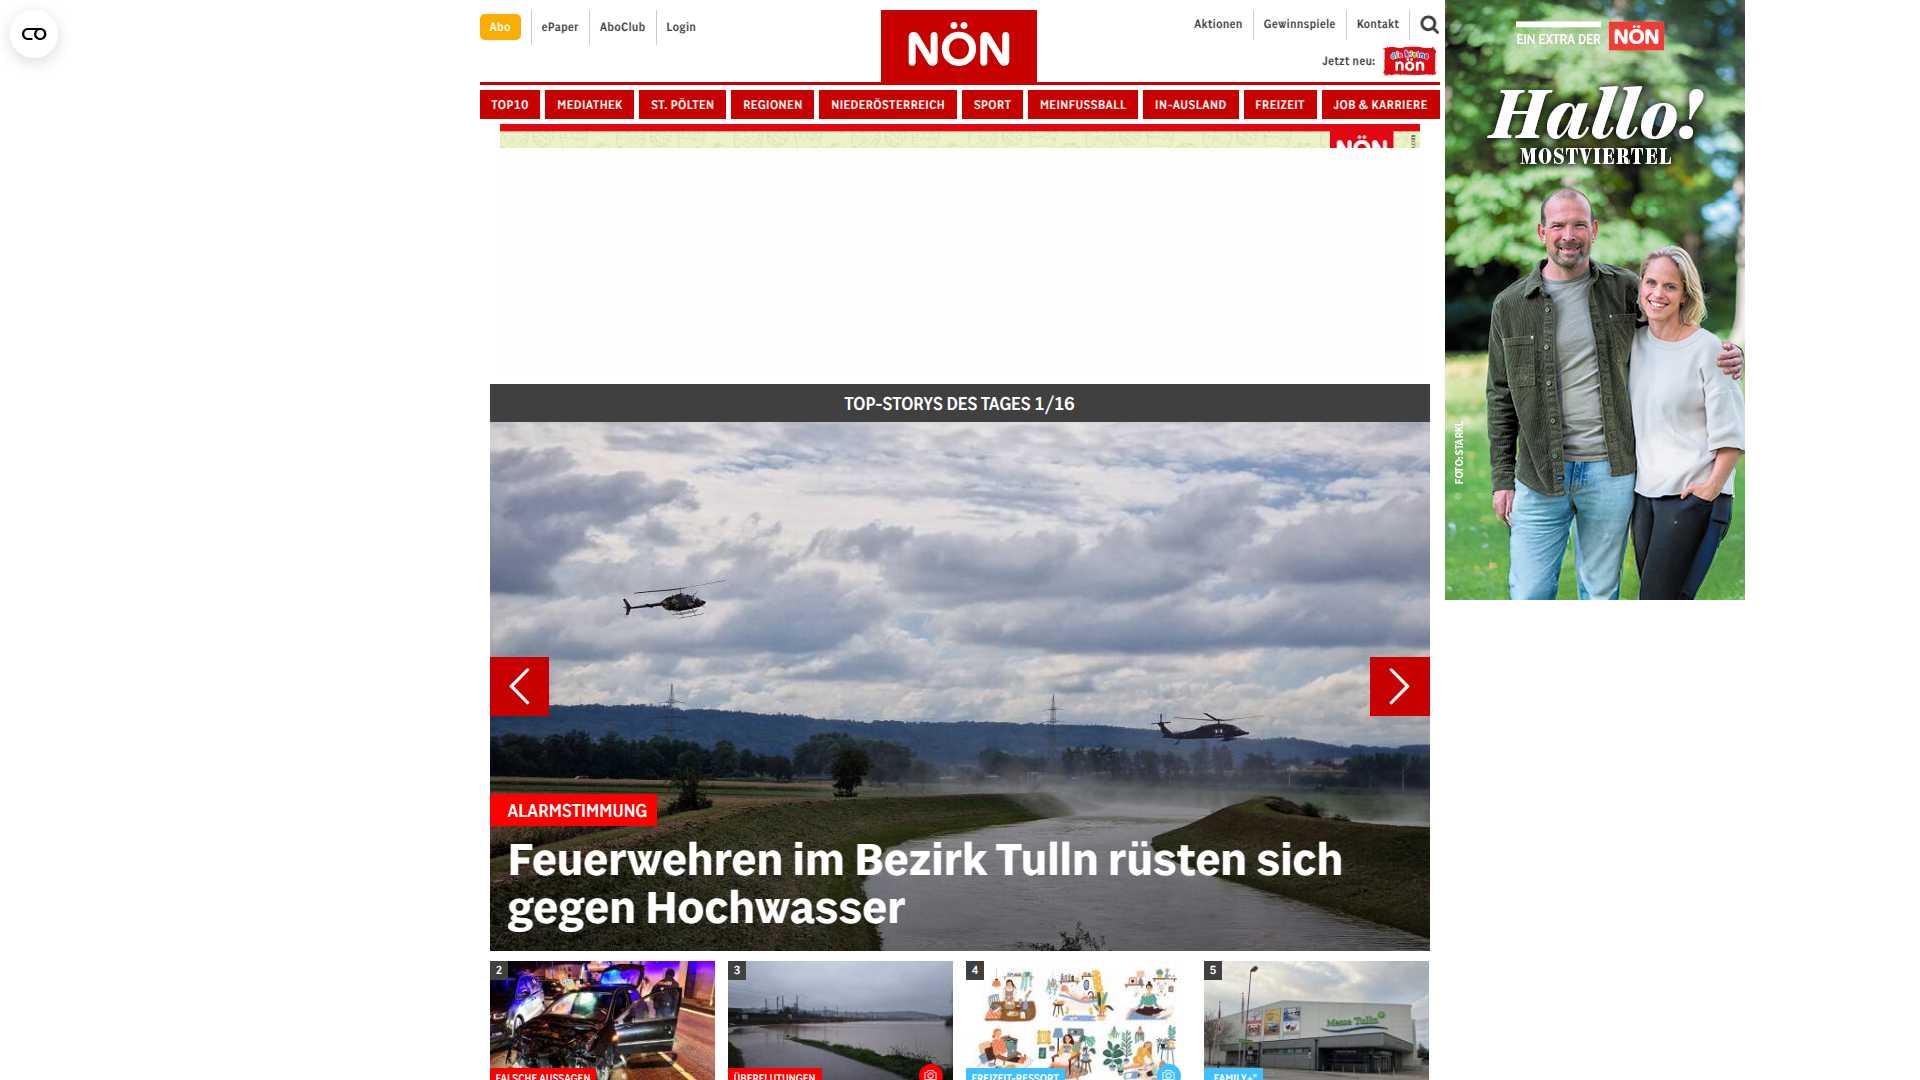 Abo
ePaper
AboClub
Login
NÖN
Aktionen
Gewinnspiele
Kontakt
Jetzt neu:
die kleine
nön
TOP10
MEDIATHEK
ST. PÖLTEN
REGIONEN
NIEDERÖSTERREICH
SPORT
MEINFUSSBALL
IN-AUSLAND
FREIZEIT
JOB & KARRIERE
NÖN
EIN EXTRA DER NÖN
Hallo!
MOSTVIERTEL
FOTO: STARKL
TOP-STORYS DES TAGES 1/16
ALARMSTIMMUNG
Feuerwehren im Bezirk Tulln rüsten sich
gegen Hochwasser
2
3
4
5
Messe Tulln
FALSCHE AUSSAGEN
ÜBERFLUTUNGEN
FREIZEIT-RESSORT
FAMILY+"